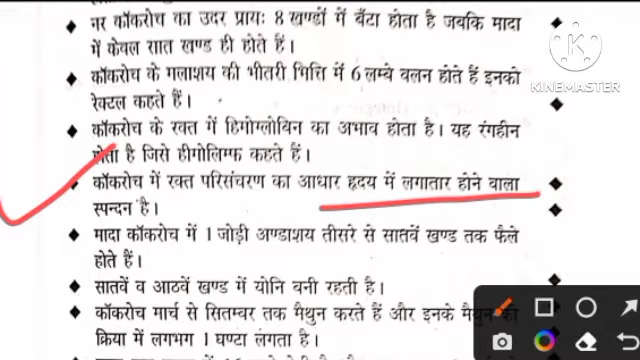 ◆ नर कॉकरोच का उदर प्रायः 8 खण्डों में बँटा होता है जबकि मादा
में केवल सात खण्ड ही होते हैं।
◆ कॉकरोच के गलाशय की भीतरी भित्ति में 6 लम्बे वलन होते हैं इनको
रेक्टल कहते हैं।
◆ कॉकरोच के रक्त में हिमोग्लोबिन का अभाव होता है। यह रंगहीन
होता है जिसे हीगोलिम्फ कहते हैं।
◆ कॉकरोच में रक्त परिसंचरण का आधार हृदय में लगातार होने वाला
स्पन्दन है।
◆ मादा कॉकरोच में 1 जोड़ी अण्डाशय तीसरे से सातवें खण्ड तक फैले
होते हैं।
◆ सातवें व आठवें खण्ड में योनि बनी रहती है।
◆ कॉकरोच मार्च से सितम्बर तक मैथुन करते हैं और इनके मैथुन की
क्रिया में लगभग 1 घण्टा लगता है।
KINEMASTER